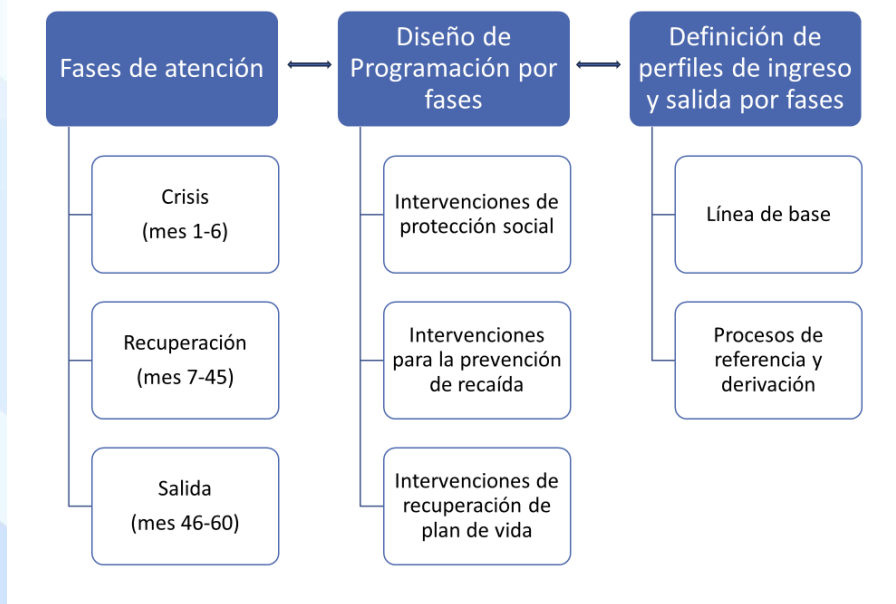 Fases de atención
Crisis
(mes 1-6)
Recuperación
(mes 7-45)
Salida
(mes 46-60)
Diseño de
Programación por
fases
Intervenciones de
protección social
Intervenciones
para la prevención
de recaída
Intervenciones de
recuperación de
plan de vida
Definición de
perfiles de ingreso
y salida por fases
Línea de base
Procesos de
referencia y
derivación